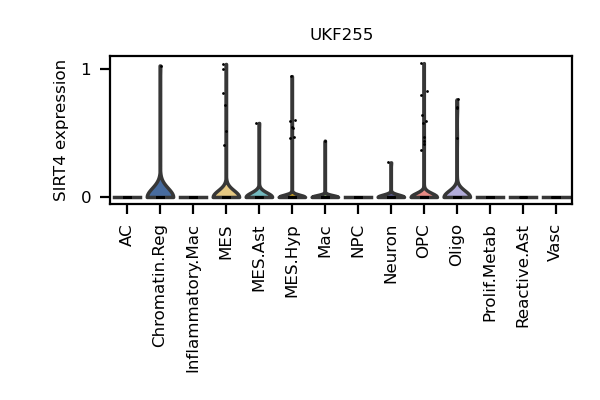 UKF255
SIRT4 expression
1
0
AC
Chromatin.Reg
Inflammatory.Mac
MES
MES.Ast
MES.Hyp
Mac
NPC
Neuron
OPC
Oligo
Prolif.Metab
Reactive.Ast
Vasc